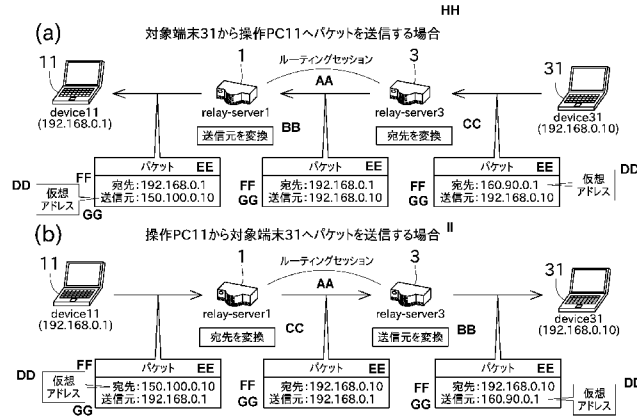 HH
(a) 対象端末31から操作PC11へパケットを送信する場合
11 1 ルーティングセッション 3 31
AA
device11 relay-server1 relay-server3 device31
(192.168.0.1) 送信元を変換 BB 宛先を変換 CC (192.168.0.10)
パケット EE パケット EE パケット EE
DD 仮想アドレス FF 宛先:192.168.0.1 FF 宛先:192.168.0.1 FF 宛先:160.90.0.1 仮想アドレス DD
GG 送信元:150.100.0.10 GG 送信元:192.168.0.10 GG 送信元:192.168.0.10
(b) 操作PC11から対象端末31へパケットを送信する場合 II
11 1 ルーティングセッション 3 31
AA
device11 relay-server1 relay-server3 device31
(192.168.0.1) 宛先を変換 CC 送信元を変換 BB (192.168.0.10)
パケット EE パケット EE パケット EE
DD 仮想アドレス FF 宛先:150.100.0.10 FF 宛先:192.168.0.10 FF 宛先:192.168.0.10 仮想アドレス DD
GG 送信元:192.168.0.1 GG 送信元:192.168.0.1 GG 送信元:160.90.0.1